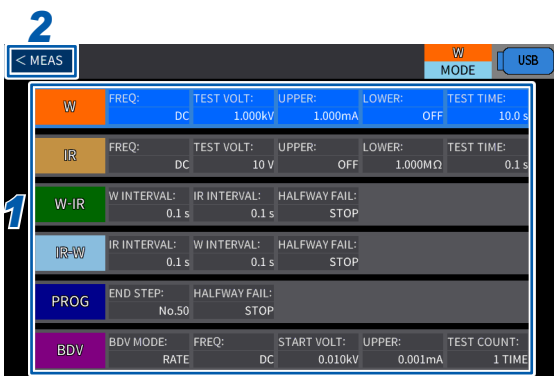 2
< MEAS
W
MODE
USB
1
W
FREQ: TEST VOLT: UPPER: LOWER: TEST TIME:
DC 1.000kV 1.000mA OFF 10.0 s
IR
FREQ: TEST VOLT: UPPER: LOWER: TEST TIME:
DC 10 V OFF 1.000MΩ 0.1 s
W-IR
W INTERVAL: IR INTERVAL: HALFWAY FAIL:
0.1 s 0.1 s STOP
IR-W
IR INTERVAL: W INTERVAL: HALFWAY FAIL:
0.1 s 0.1 s STOP
PROG
END STEP: HALFWAY FAIL:
No.50 STOP
BDV
BDV MODE: FREQ: START VOLT: UPPER: TEST COUNT:
RATE DC 0.010kV 0.001mA 1 TIME